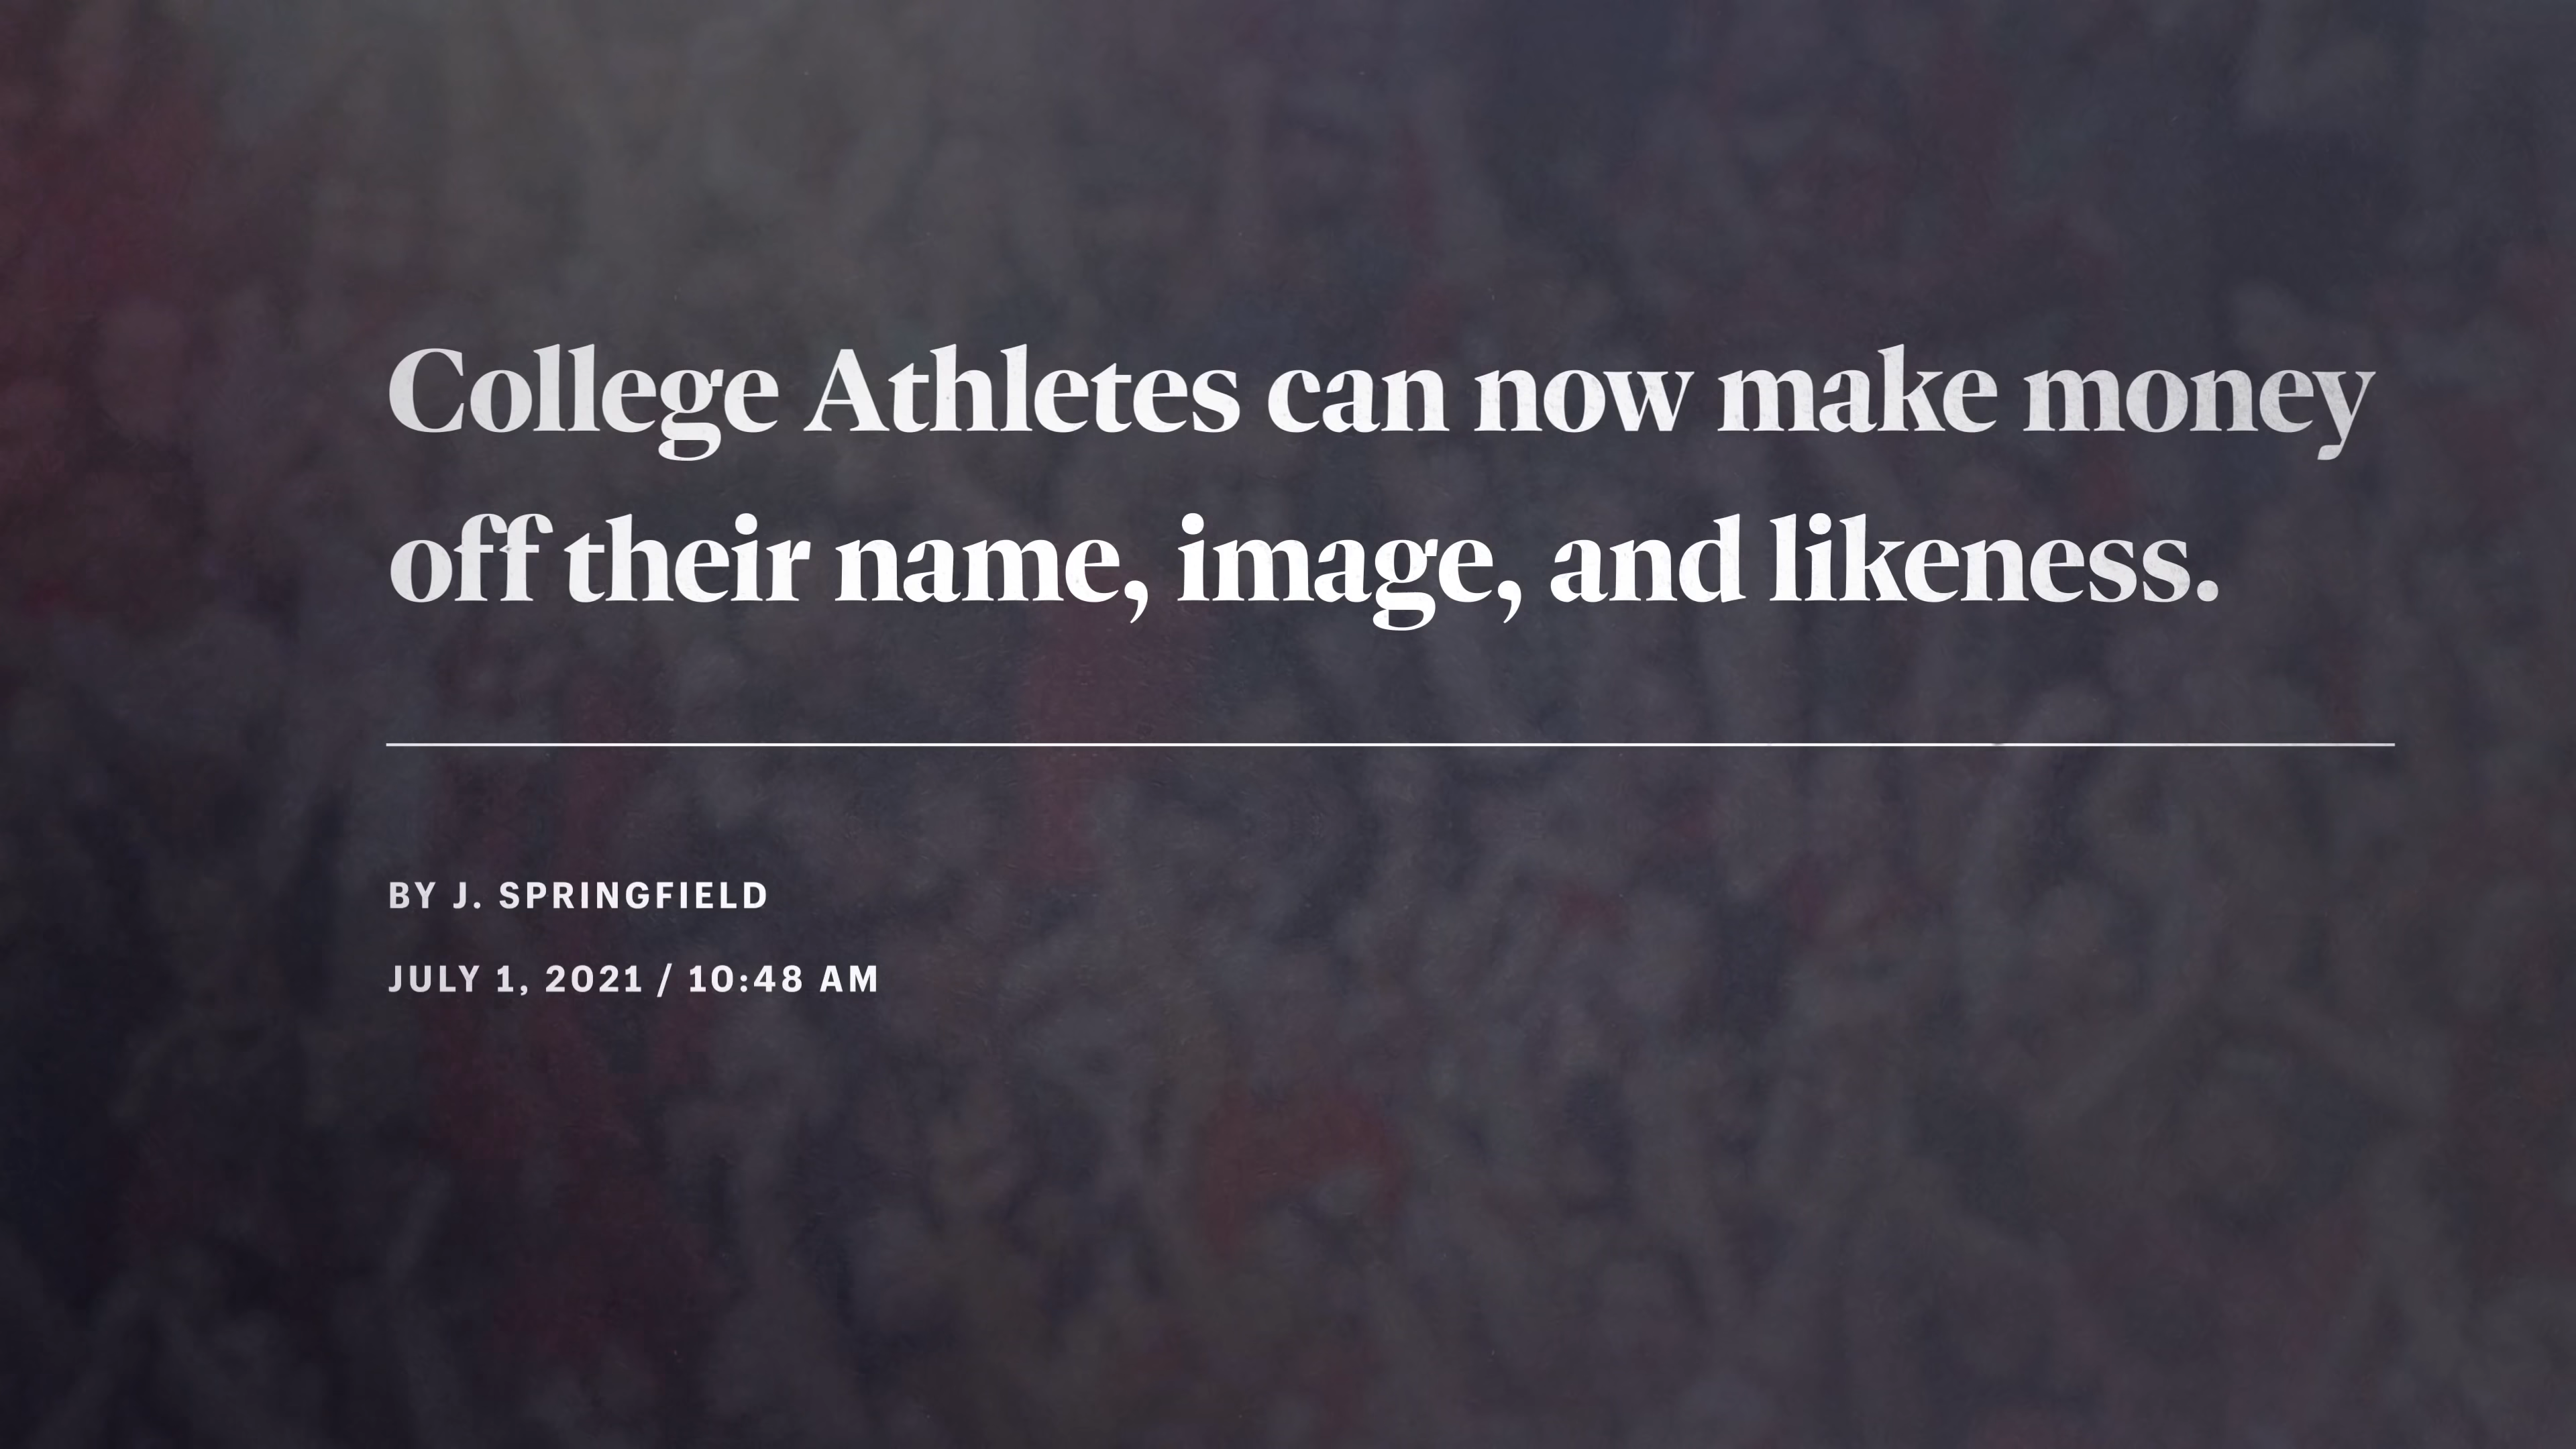 College Athletes can now make money
off their name, image, and likeness.
BY J. SPRINGFIELD
JULY 1, 2021 / 10:48 AM